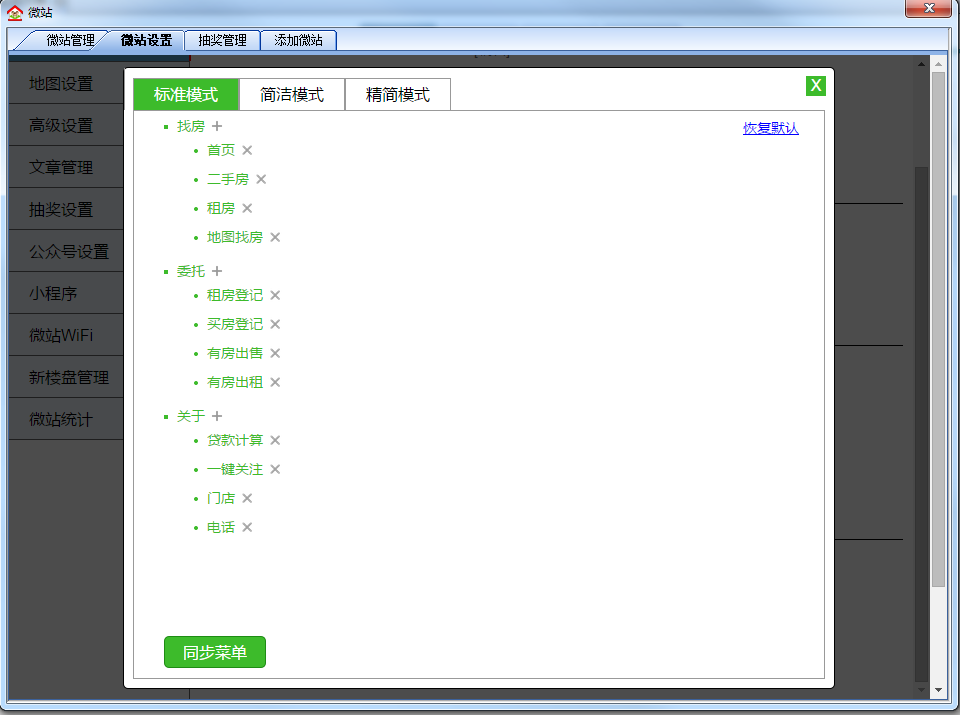 微站
微站管理 微站设置 抽奖管理 添加微站
地图设置
高级设置
文章管理
抽奖设置
公众号设置
小程序
微站WiFi
新楼盘管理
微站统计
标准模式 简洁模式 精简模式 X
恢复默认
找房 +
首页 ×
二手房 ×
租房 ×
地图找房 ×
委托 +
租房登记 ×
买房登记 ×
有房出售 ×
有房出租 ×
关于 +
贷款计算 ×
一键关注 ×
门店 ×
电话 ×
同步菜单